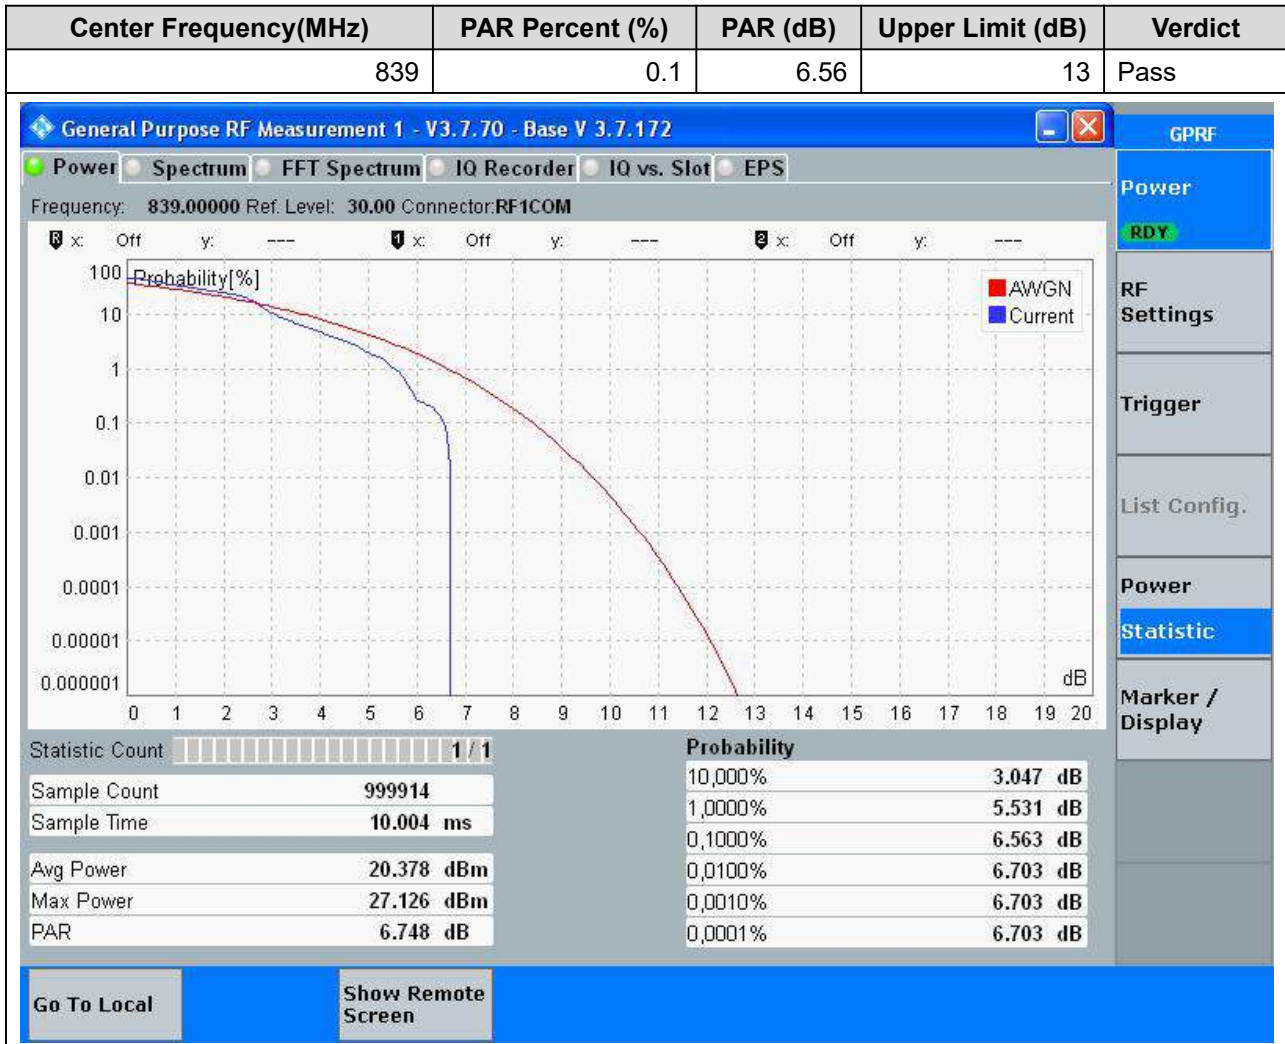 Center Frequency(MHz) PAR Percent (%) PAR (dB) Upper Limit (dB) Verdict
839 0.1 6.56 13 Pass
General Purpose RF Measurement 1 - V3.7.70 - Base V 3.7.172
GPRF
Power Spectrum FFT Spectrum IQ Recorder IQ vs. Slot EPS
Power
RDY
Frequency: 839.00000 Ref. Level: 30.00 Connector:RF1COM
R x: Off y: --- 1 x: Off y: --- 2 x: Off y: ---
Probability[%]
100
10
1
0.1
0.01
0.001
0.0001
0.00001
0.000001
AWGN
Current
dB
0 1 2 3 4 5 6 7 8 9 10 11 12 13 14 15 16 17 18 19 20
RF
Settings
Trigger
List Config.
Power
Statistic
Marker /
Display
Statistic Count 1 / 1
Sample Count 999914
Sample Time 10.004 ms
Avg Power 20.378 dBm
Max Power 27.126 dBm
PAR 6.748 dB
Probability
10,000% 3.047 dB
1,0000% 5.531 dB
0,1000% 6.563 dB
0,0100% 6.703 dB
0,0010% 6.703 dB
0,0001% 6.703 dB
Go To Local
Show Remote
Screen